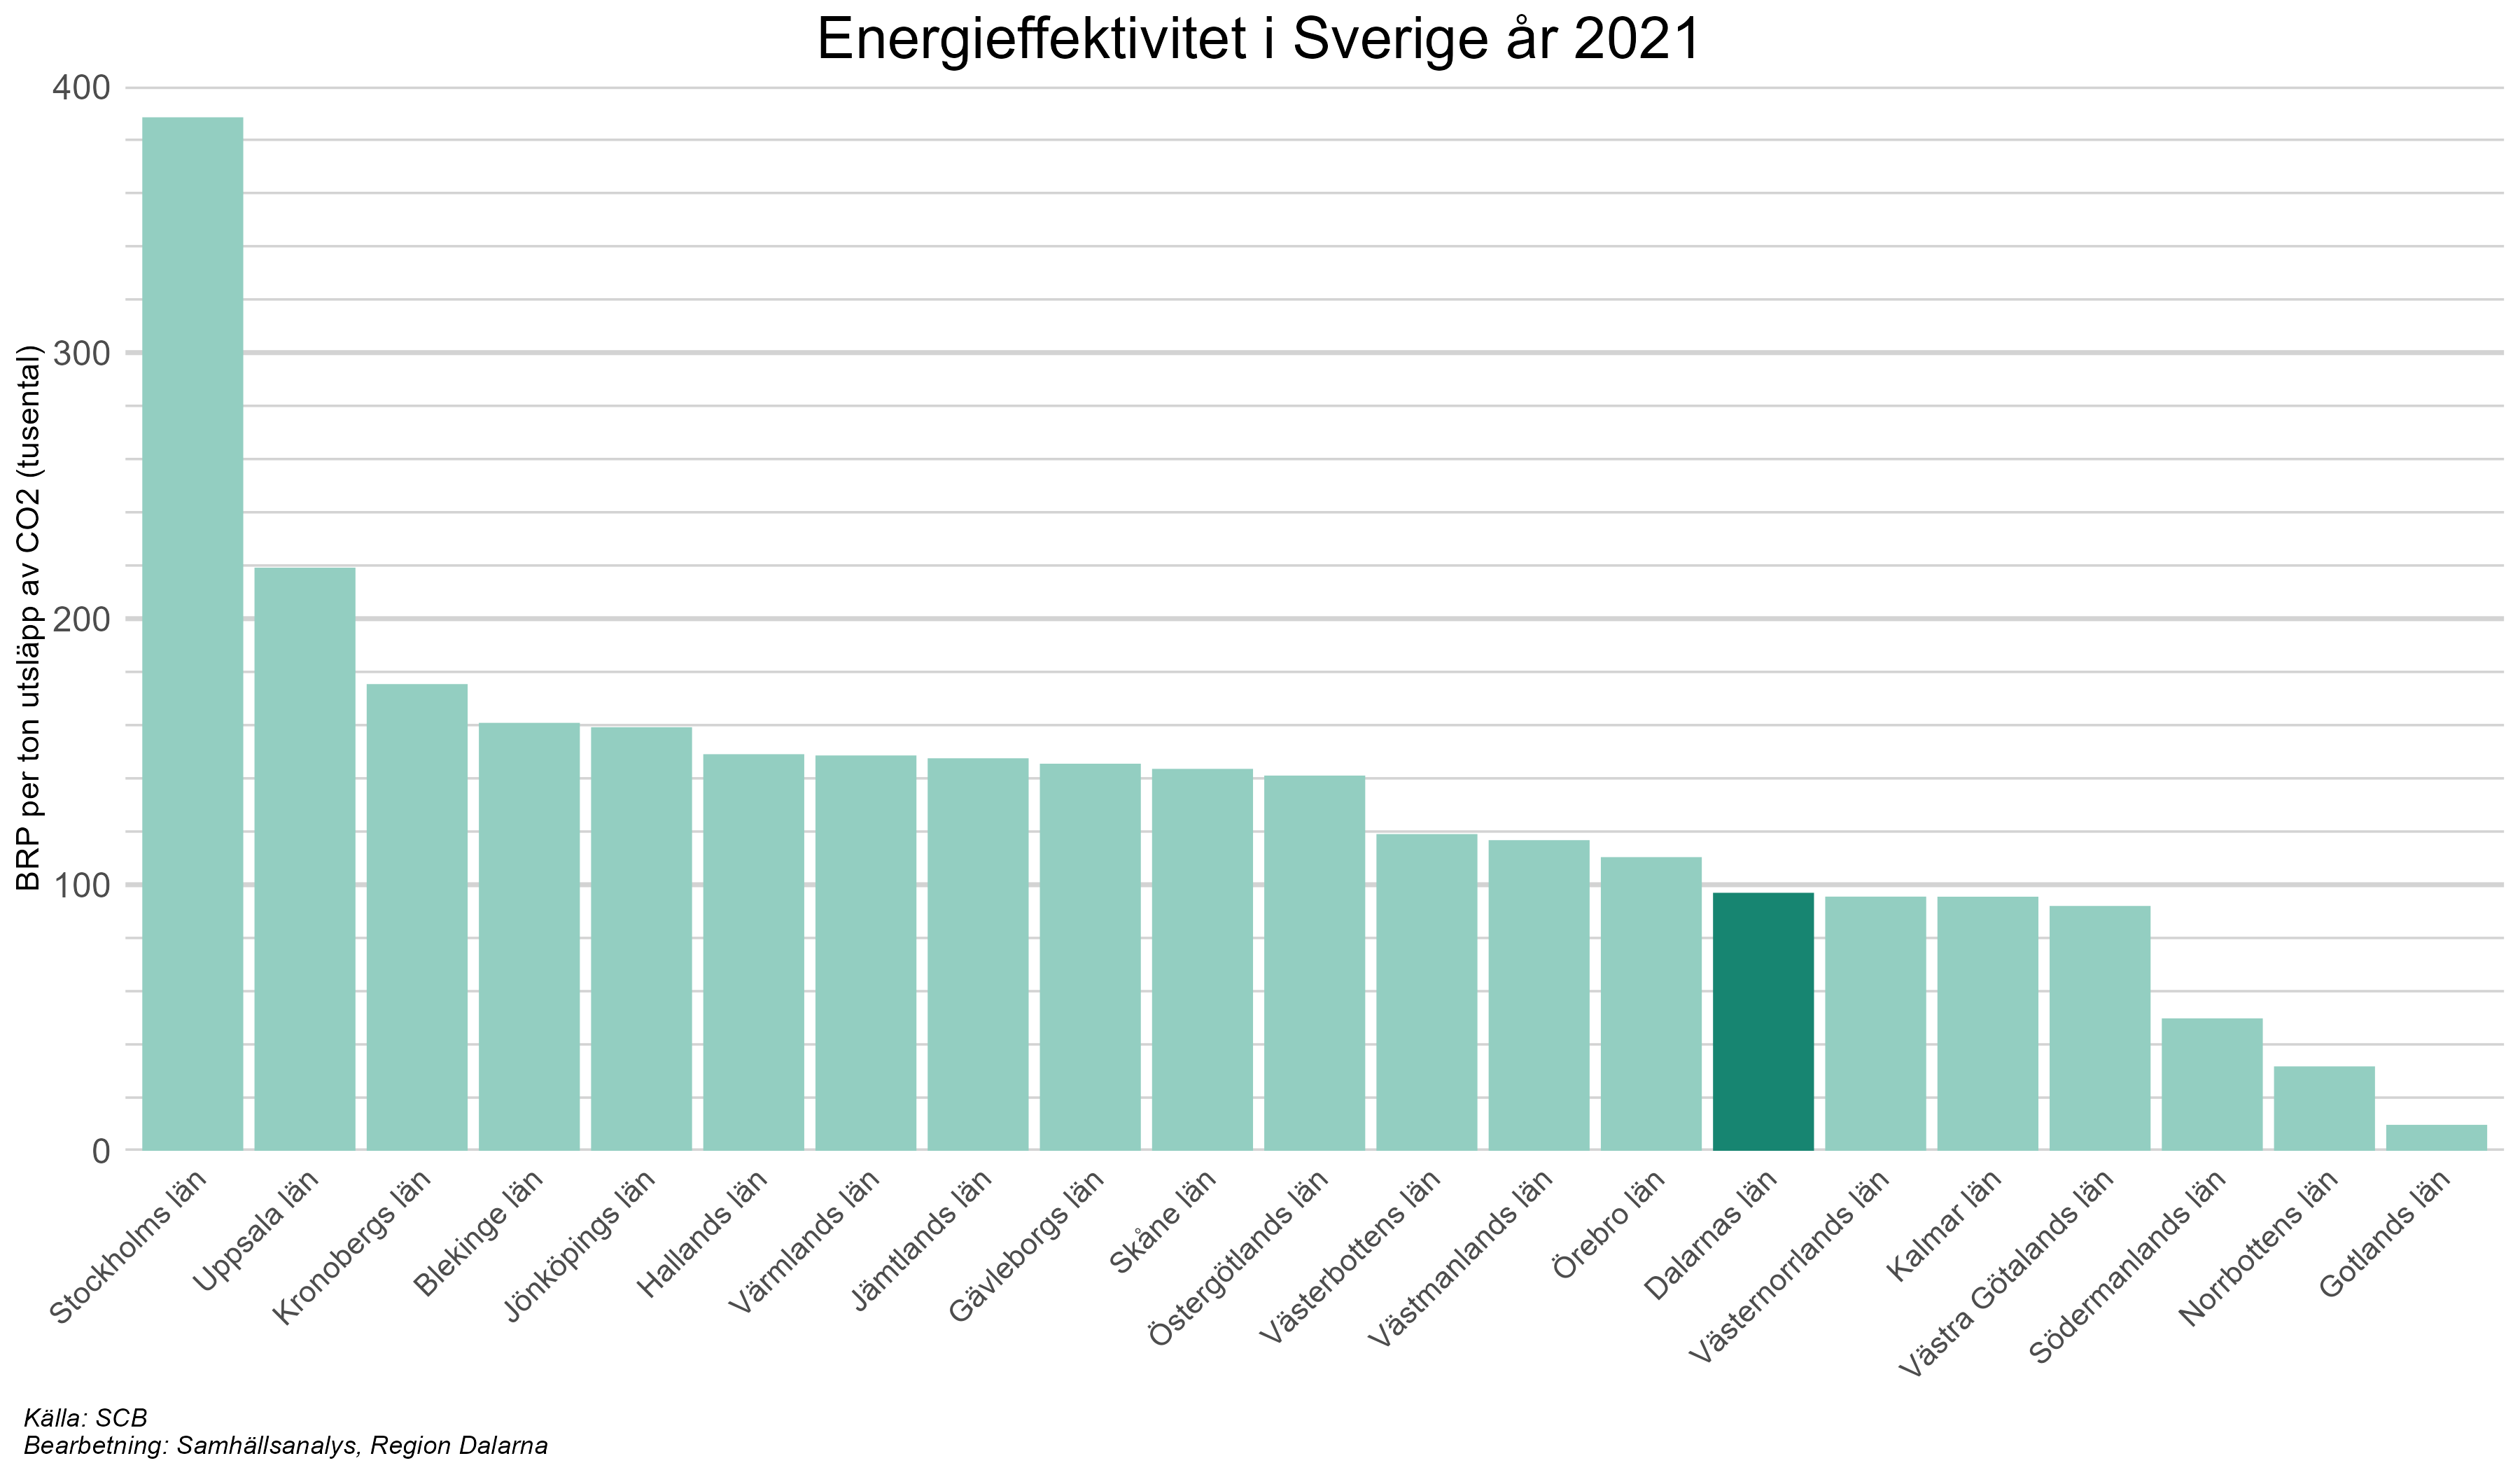 Energieffektivitet i Sverige år 2021
BRP per ton utsläpp av CO2 (tusental)
400
300
200
100
0
Stockholms län
Uppsala län
Kronobergs län
Blekinge län
Jönköpings län
Hallands län
Värmlands län
Jämtlands län
Gävleborgs län
Skåne län
Östergötlands län
Västerbottens län
Västmanlands län
Örebro län
Dalarnas län
Västernorrlands län
Kalmar län
Västra Götalands län
Södermanlands län
Norrbottens län
Gotlands län
Källa: SCB
Bearbetning: Samhällsanalys, Region Dalarna